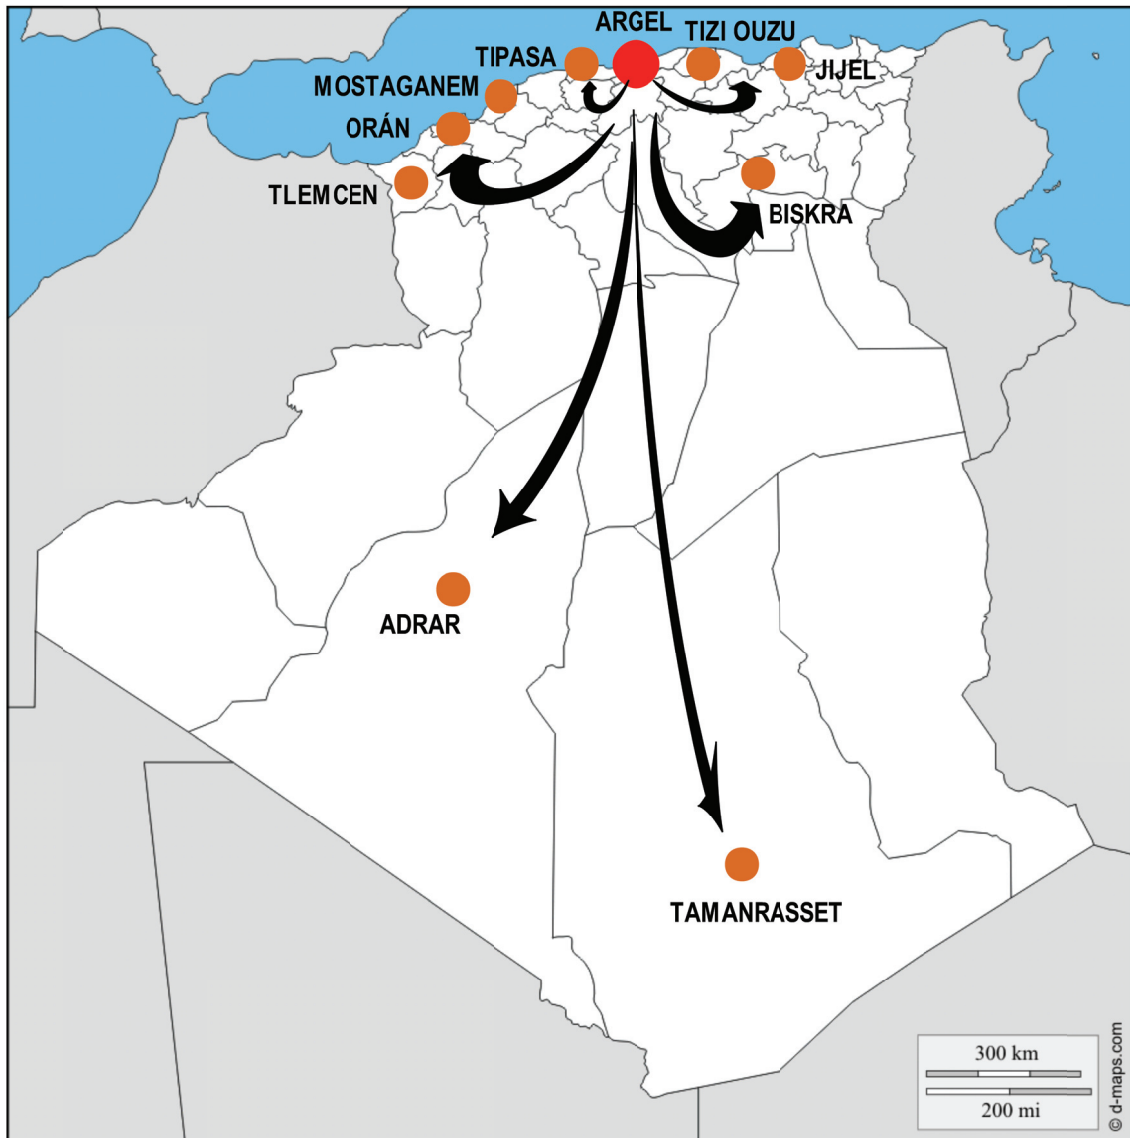 ARGEL
TIZI OUZU
TIPASA
JIJEL
MOSTAGANEM
ORÁN
TLEMCEN
BISKRA
ADRAR
TAMANRASSET
300 km
200 mi
© d-maps.com